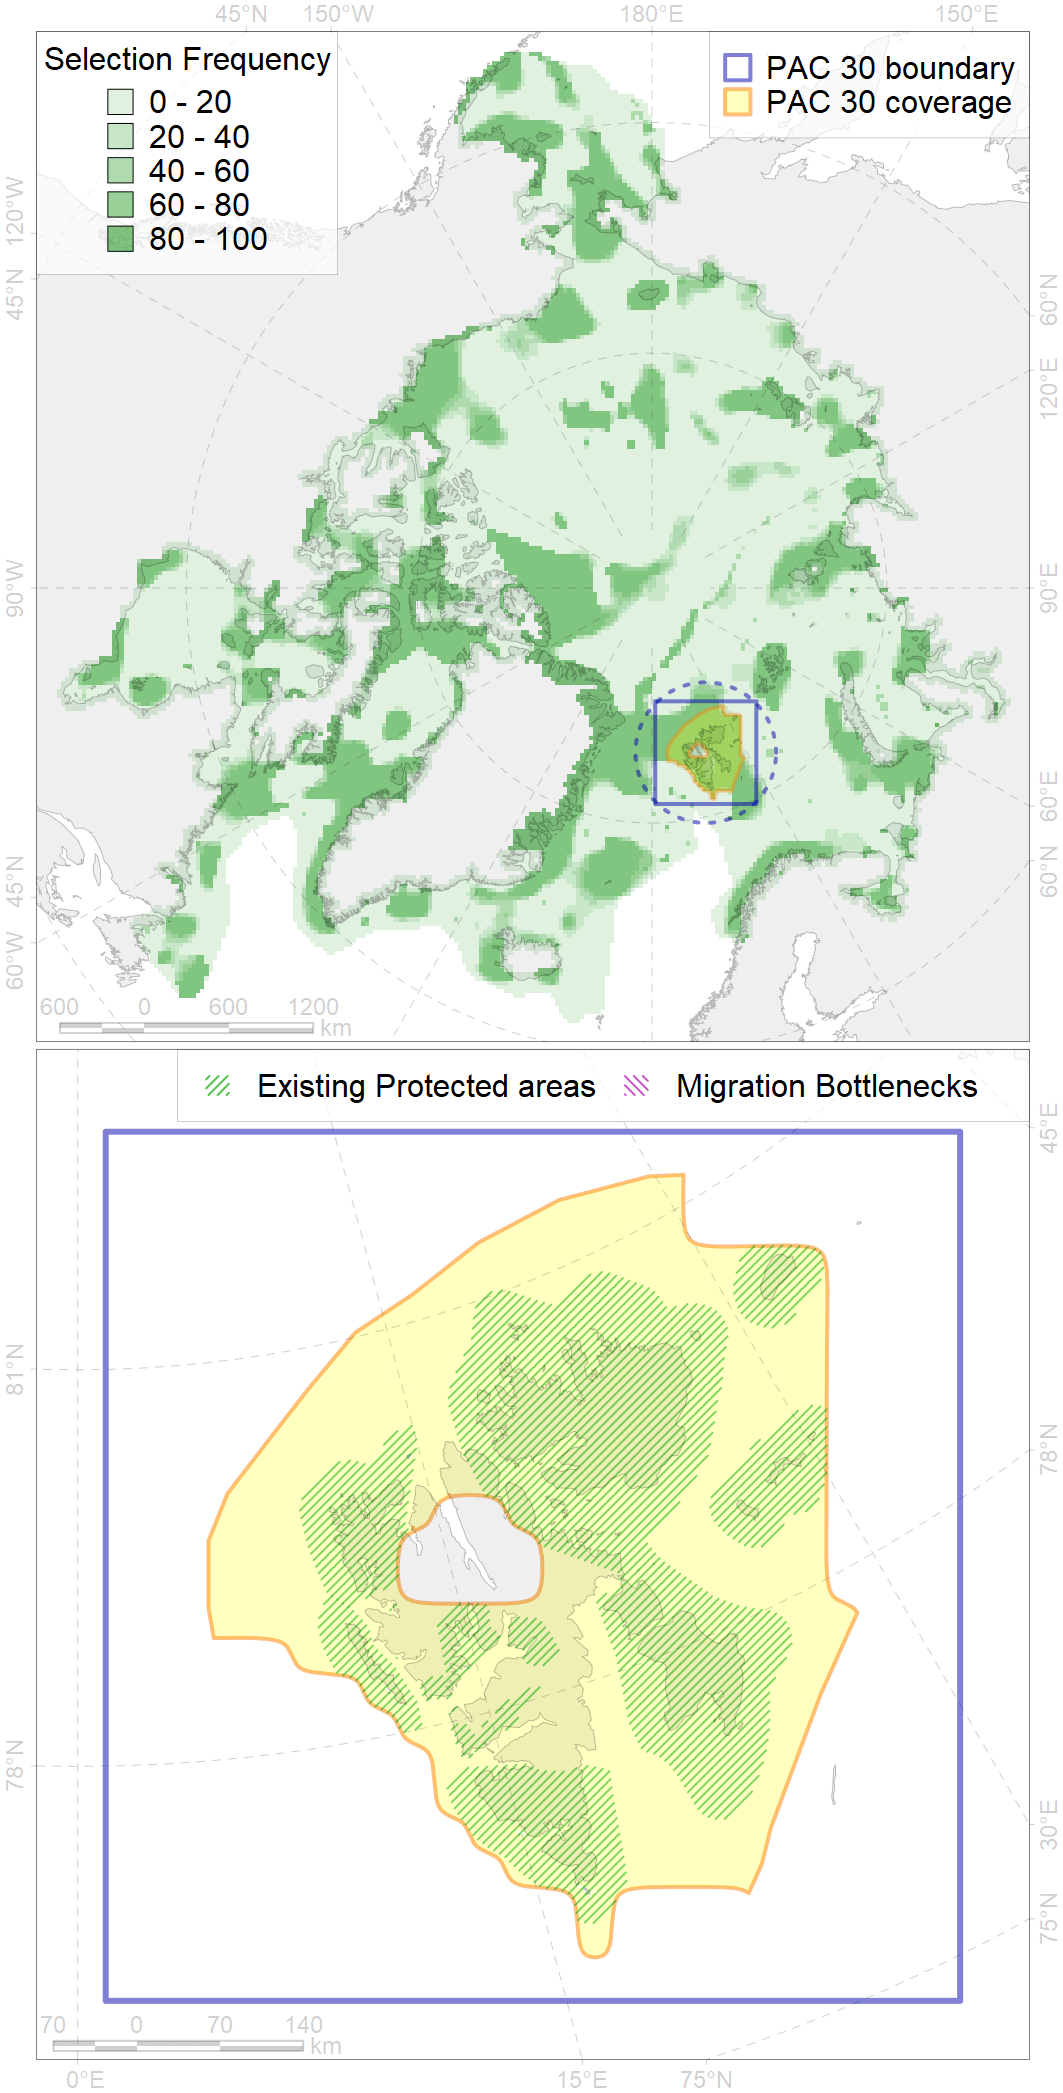 45°N 150°W 180°E 150°E
Selection Frequency
0 - 20
20 - 40
40 - 60
60 - 80
80 - 100
PAC 30 boundary
PAC 30 coverage
120°W
45°N
90°W
45°N
60°W
60°N
120°E
90°E
60°E
60°N
600 0 600 1200
km
Existing Protected areas Migration Bottlenecks
81°N
78°N
45°E
78°N
30°E
75°N
70 0 70 140
km
0°E 15°E 75°N